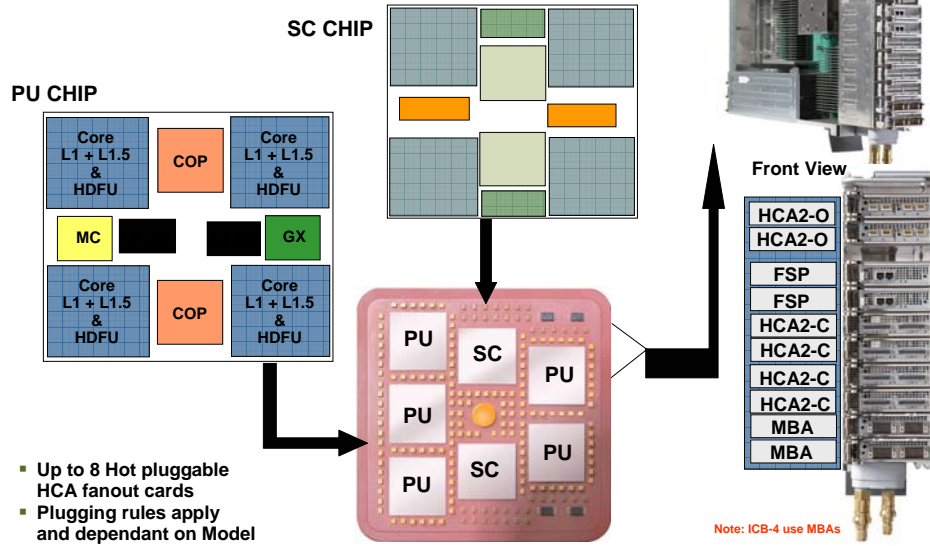 SC CHIP
PU CHIP
Core
L1 + L1.5
&
HDFU
COP
Core
L1 + L1.5
&
HDFU
MC
GX
Core
L1 + L1.5
&
HDFU
COP
Core
L1 + L1.5
&
HDFU
PU
SC
PU
PU
PU
PU
SC
Front View
HCA2-O
HCA2-O
FSP
FSP
HCA2-C
HCA2-C
HCA2-C
HCA2-C
MBA
MBA
Note: ICB-4 use MBAs
▪ Up to 8 Hot pluggable
HCA fanout cards
▪ Plugging rules apply
and dependant on Model